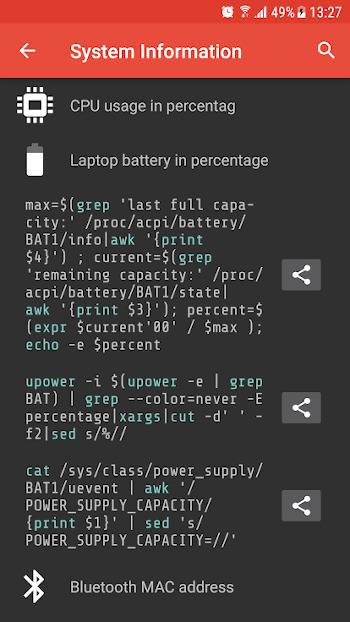 49% 13:27
System Information
CPU usage in percentag
Laptop battery in percentage
max=$(grep 'last full capa-
city:' /proc/acpi/battery/
BAT1/info|awk '{print
$4}') ; current=$(grep
'remaining capacity:' /proc/
acpi/battery/BAT1/state|
awk '{print $3}'); percent=$
(expr $current'00' / $max );
echo -e $percent
upower -i $(upower -e | grep
BAT) | grep --color=never -E
percentage|xargs|cut -d' ' -
f2|sed s/%//
cat /sys/class/power_supply/
BAT1/uevent | awk '/
POWER_SUPPLY_CAPACITY/
{print $1}' | sed 's/
POWER_SUPPLY_CAPACITY=//'
Bluetooth MAC address